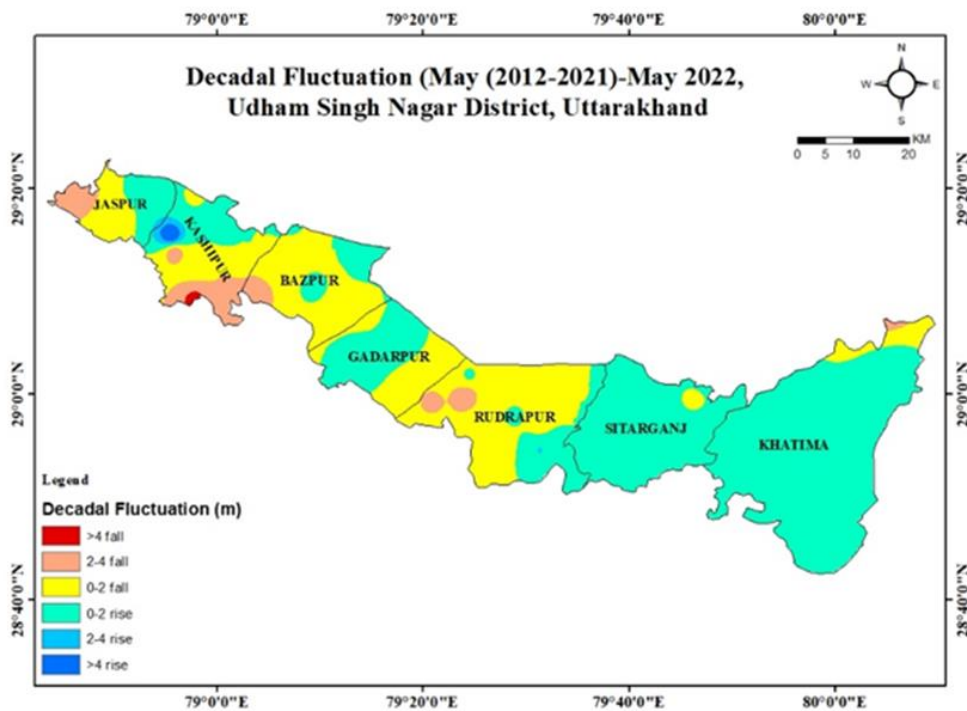 79°0'0"E 79°20'0"E 79°40'0"E 80°0'0"E
Decadal Fluctuation (May (2012-2021)-May 2022,
Udham Singh Nagar District, Uttarakhand
N
W E
S
KM
0 5 10 20
29°20'0"N 29°20'0"N
JASPUR
KASHIPUR
BAZPUR
GADARPUR
29°0'0"N 29°0'0"N
RUDRAPUR
SITARGANJ
KHATIMA
Legend
Decadal Fluctuation (m)
>4 fall
2-4 fall
0-2 fall
0-2 rise
2-4 rise
>4 rise
28°40'0"N 28°40'0"N
79°0'0"E 79°20'0"E 79°40'0"E 80°0'0"E